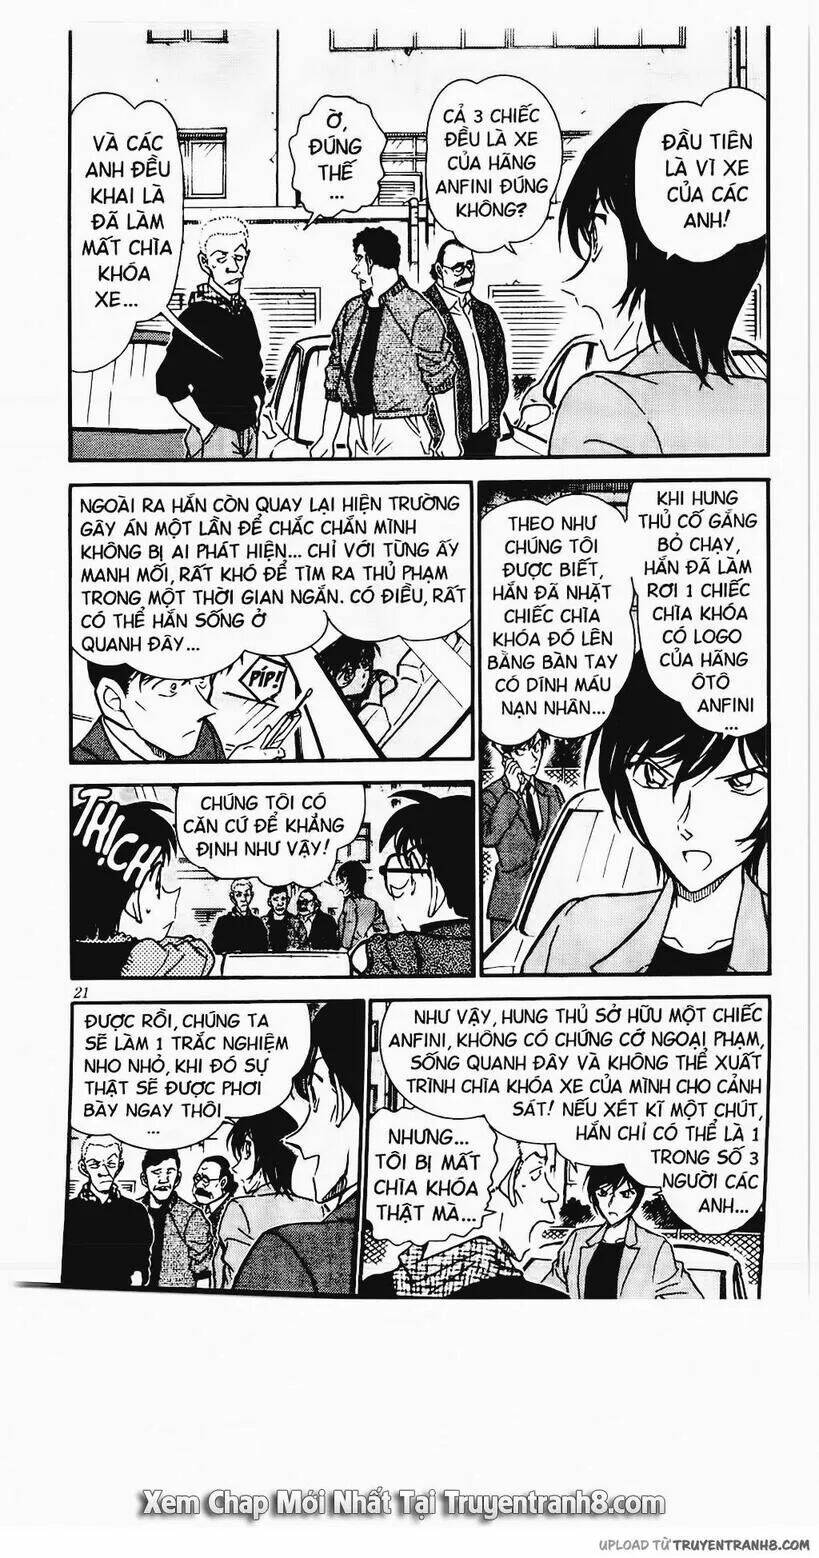 ĐẦU TIÊN
LÀ VÌ XE
CỦA CÁC
ANH!
CẢ 3 CHIẾC
ĐỀU LÀ XE
CỦA HÃNG
ANFINI ĐÚNG
KHÔNG?
Ờ,
ĐÚNG
THẾ
...
VÀ CÁC
ANH ĐỀU
KHAI LÀ
ĐÃ LÀM
MẤT CHÌA
KHÓA
XE...
KHI HUNG
THỦ CỐ GẮNG
BỎ CHẠY,
HẮN ĐÃ LÀM
RƠI 1 CHIẾC
CHÌA KHÓA
CÓ LOGO
CỦA HÃNG
ÔTÔ
ANFINI
...
THEO NHƯ
CHÚNG TÔI
ĐƯỢC BIẾT,
HẮN ĐÃ NHẶT
CHIẾC CHÌA
KHÓA ĐÓ LÊN
BẰNG BÀN TAY
CÓ DÍNH MÁU
NẠN NHÂN...
NGOÀI RA HẮN CÒN QUAY LẠI HIỆN TRƯỜNG
GÂY ÁN MỘT LẦN ĐỂ CHẮC CHẮN MÌNH
KHÔNG BỊ AI PHÁT HIỆN... CHỈ VỚI TỪNG ẤY
MANH MỐI, RẤT KHÓ ĐỂ TÌM RA THỦ PHẠM
TRONG MỘT THỜI GIAN NGẮN. CÓ ĐIỀU, RẤT
CÓ THỂ HẮN SỐNG Ở
QUANH ĐÂY...
PÍP!
CHÚNG TÔI CÓ
CĂN CỨ ĐỂ KHẲNG
ĐỊNH NHƯ VẬY!
THỊCH
21
NHƯ VẬY, HUNG THỦ SỞ HỮU MỘT CHIẾC
ANFINI, KHÔNG CÓ CHỨNG CỚ NGOẠI PHẠM,
SỐNG QUANH ĐÂY VÀ KHÔNG THỂ XUẤT
TRÌNH CHÌA KHÓA XE CỦA MÌNH CHO CẢNH
SÁT! NẾU XÉT KĨ MỘT CHÚT,
HẮN CHỈ CÓ THỂ LÀ 1
TRONG SỐ 3
NGƯỜI CÁC
ANH...
NHƯNG...
TÔI BỊ MẤT
CHÌA KHÓA
THẬT MÀ...
ĐƯỢC RỒI, CHÚNG TA
SẼ LÀM 1 TRẮC NGHIỆM
NHO NHỎ, KHI ĐÓ SỰ
THẬT SẼ ĐƯỢC PHƠI
BÀY NGAY THÔI
...
Xem Chap Mới Nhất Tại Truyentranh8.com
UPLOAD TỪ TRUYENTRANH8.COM